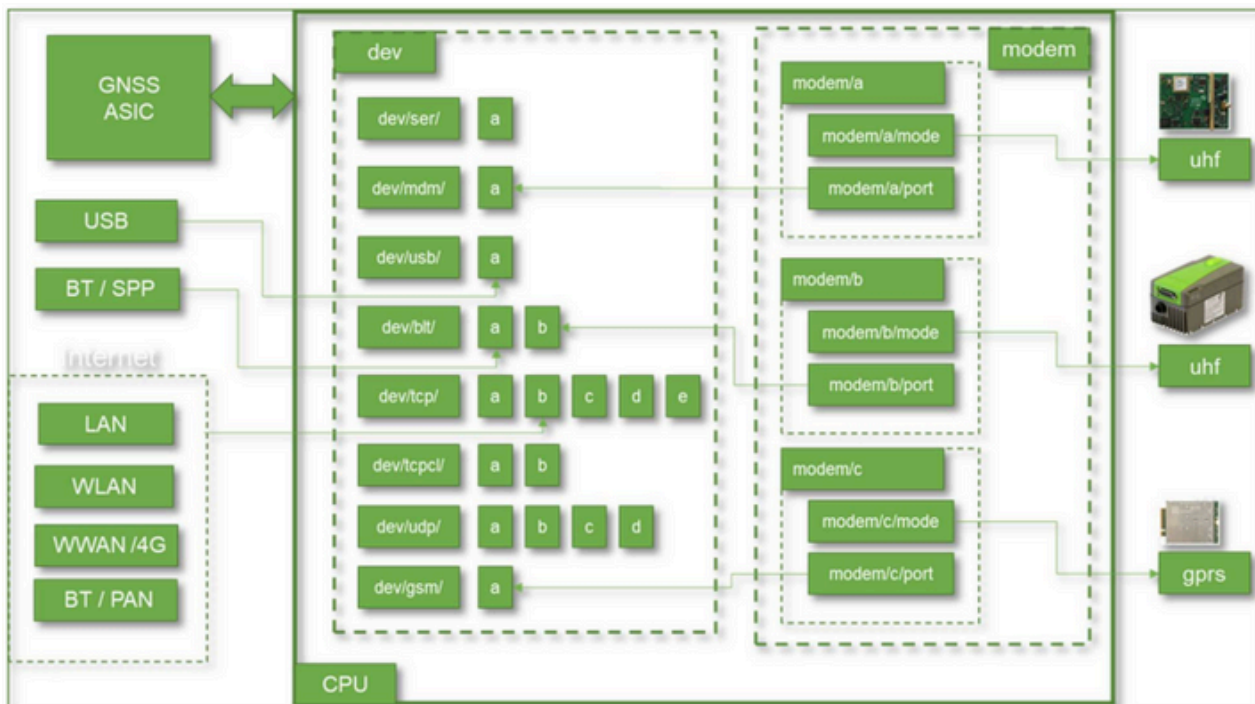 GNSS
ASIC
USB
BT / SPP
Internet
LAN
WLAN
WWAN /4G
BT / PAN
dev
dev/ser/ a
dev/mdm/ a
dev/usb/ a
dev/blt/ a b
dev/tcp/ a b c d e
dev/tcpcl/ a b
dev/udp/ a b c d
dev/gsm/ a
CPU
modem
modem/a
modem/a/mode
modem/a/port
modem/b
modem/b/mode
modem/b/port
modem/c
modem/c/mode
modem/c/port
uhf
uhf
gprs